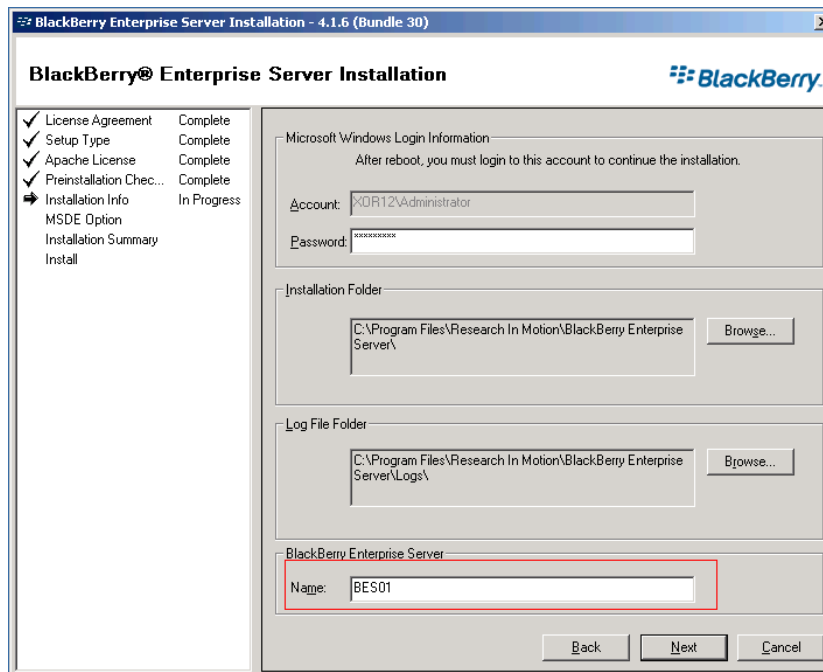 BlackBerry Enterprise Server Installation - 4.1.6 (Bundle 30)
BlackBerry® Enterprise Server Installation
BlackBerry.
License Agreement Complete
Setup Type Complete
Apache License Complete
Preinstallation Chec... Complete
Installation Info In Progress
MSDE Option
Installation Summary
Install
Microsoft Windows Login Information
After reboot, you must login to this account to continue the installation.
Account: XOR12\Administrator
Password: *********
Installation Folder
C:\Program Files\Research In Motion\BlackBerry Enterprise
Server\
Browse...
Log File Folder
C:\Program Files\Research In Motion\BlackBerry Enterprise
Server\Logs\
Browse...
BlackBerry Enterprise Server
Name: BES01
Back Next Cancel